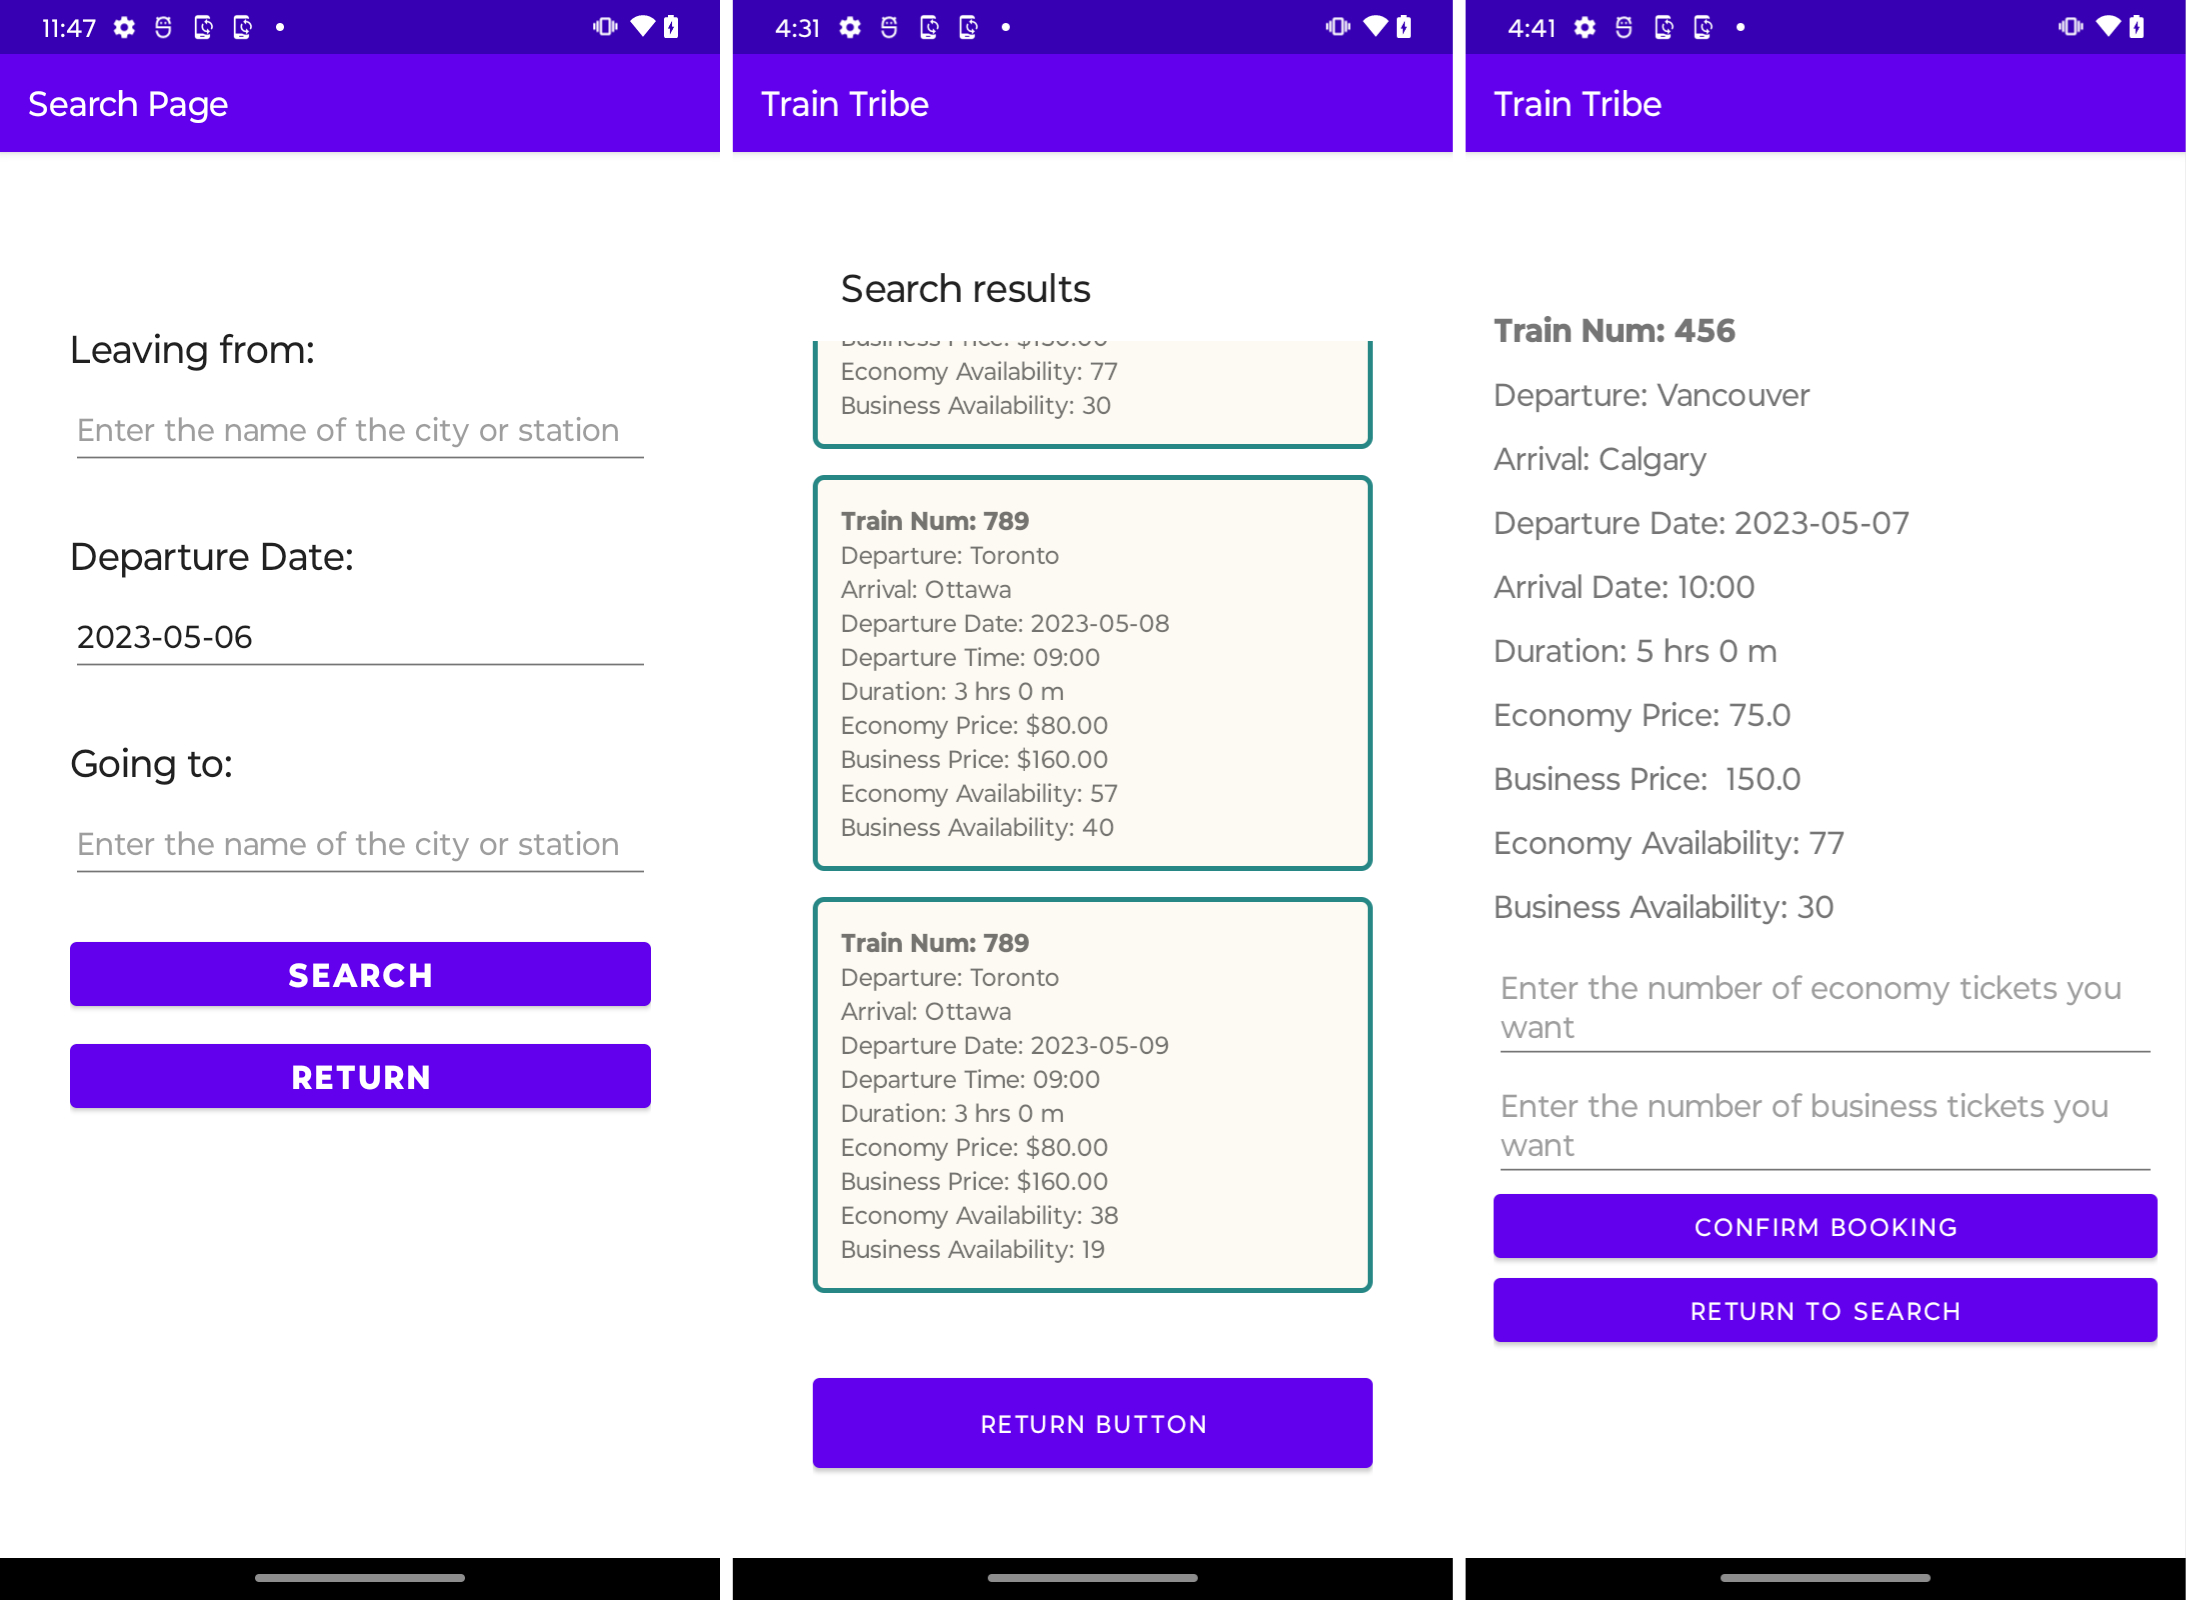 11:47
Search Page
Leaving from:
Enter the name of the city or station
Departure Date:
2023-05-06
Going to:
Enter the name of the city or station
SEARCH
RETURN
4:31
Train Tribe
Search results
Business Price: $150.00
Economy Availability: 77
Business Availability: 30
Train Num: 789
Departure: Toronto
Arrival: Ottawa
Departure Date: 2023-05-08
Departure Time: 09:00
Duration: 3 hrs 0 m
Economy Price: $80.00
Business Price: $160.00
Economy Availability: 57
Business Availability: 40
Train Num: 789
Departure: Toronto
Arrival: Ottawa
Departure Date: 2023-05-09
Departure Time: 09:00
Duration: 3 hrs 0 m
Economy Price: $80.00
Business Price: $160.00
Economy Availability: 38
Business Availability: 19
RETURN BUTTON
4:41
Train Tribe
Train Num: 456
Departure: Vancouver
Arrival: Calgary
Departure Date: 2023-05-07
Arrival Date: 10:00
Duration: 5 hrs 0 m
Economy Price: 75.0
Business Price:  150.0
Economy Availability: 77
Business Availability: 30
Enter the number of economy tickets you
want
Enter the number of business tickets you
want
CONFIRM BOOKING
RETURN TO SEARCH